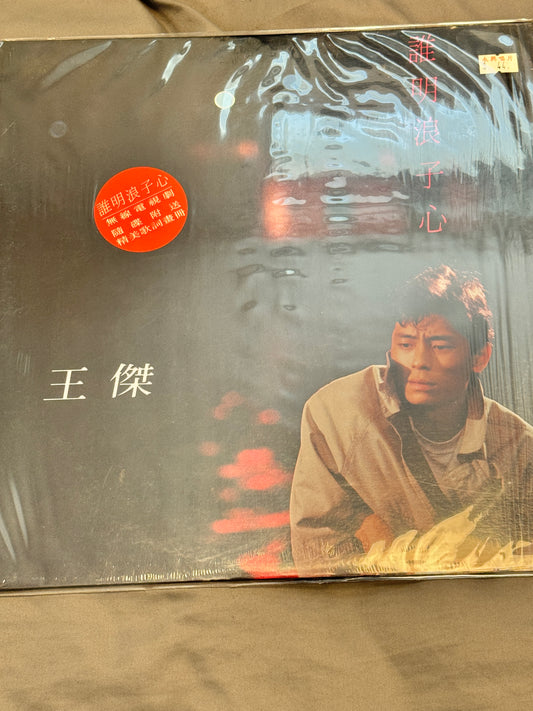 誰明浪子心
誰明浪子心
無線電視劇
隨碟附送
精美歌詞畫冊
王傑